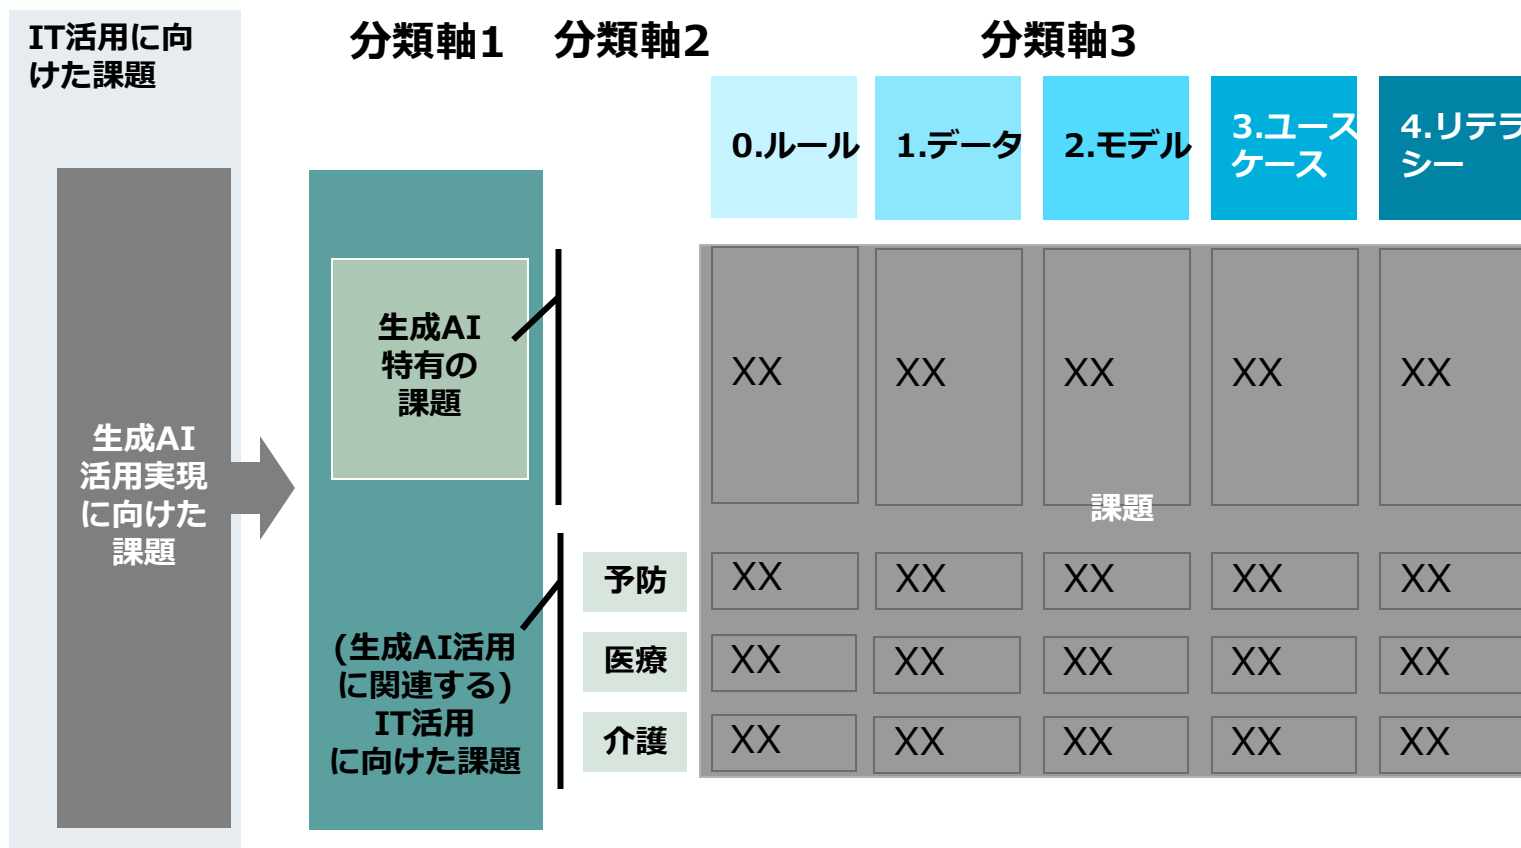 IT活用に向
けた課題
分類軸1
分類軸2
分類軸3
0.ルール
1.データ
2.モデル
3.ユース
ケース
4.リテラ
シー
生成AI
活用実現
に向けた
課題
生成AI
特有の
課題
XX
XX
XX
XX
XX
課題
(生成AI活用
に関連する)
IT活用
に向けた課題
予防
XX
XX
XX
XX
XX
医療
XX
XX
XX
XX
XX
介護
XX
XX
XX
XX
XX